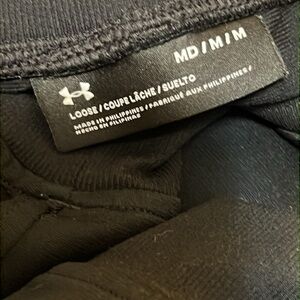 MD / M / M
LOOSE / COUPE LÂCHE / SUELTO
MADE IN PHILIPPINES / FABRIQUÉ AUX PHILIPPINES /
HECHO EN FILIPINAS